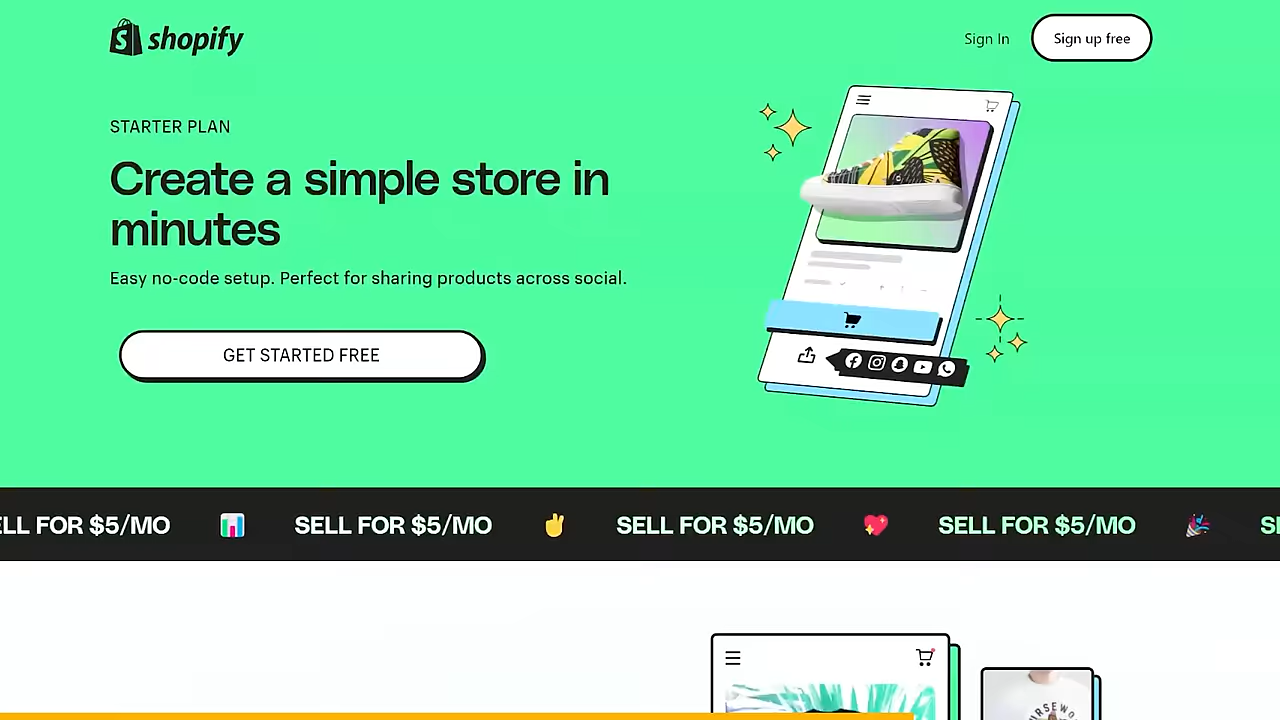 shopify
Sign In
Sign up free
STARTER PLAN
Create a simple store in
minutes
Easy no-code setup. Perfect for sharing products across social.
GET STARTED FREE
ELL FOR $5/MO SELL FOR $5/MO SELL FOR $5/MO SELL FOR $5/MO SE